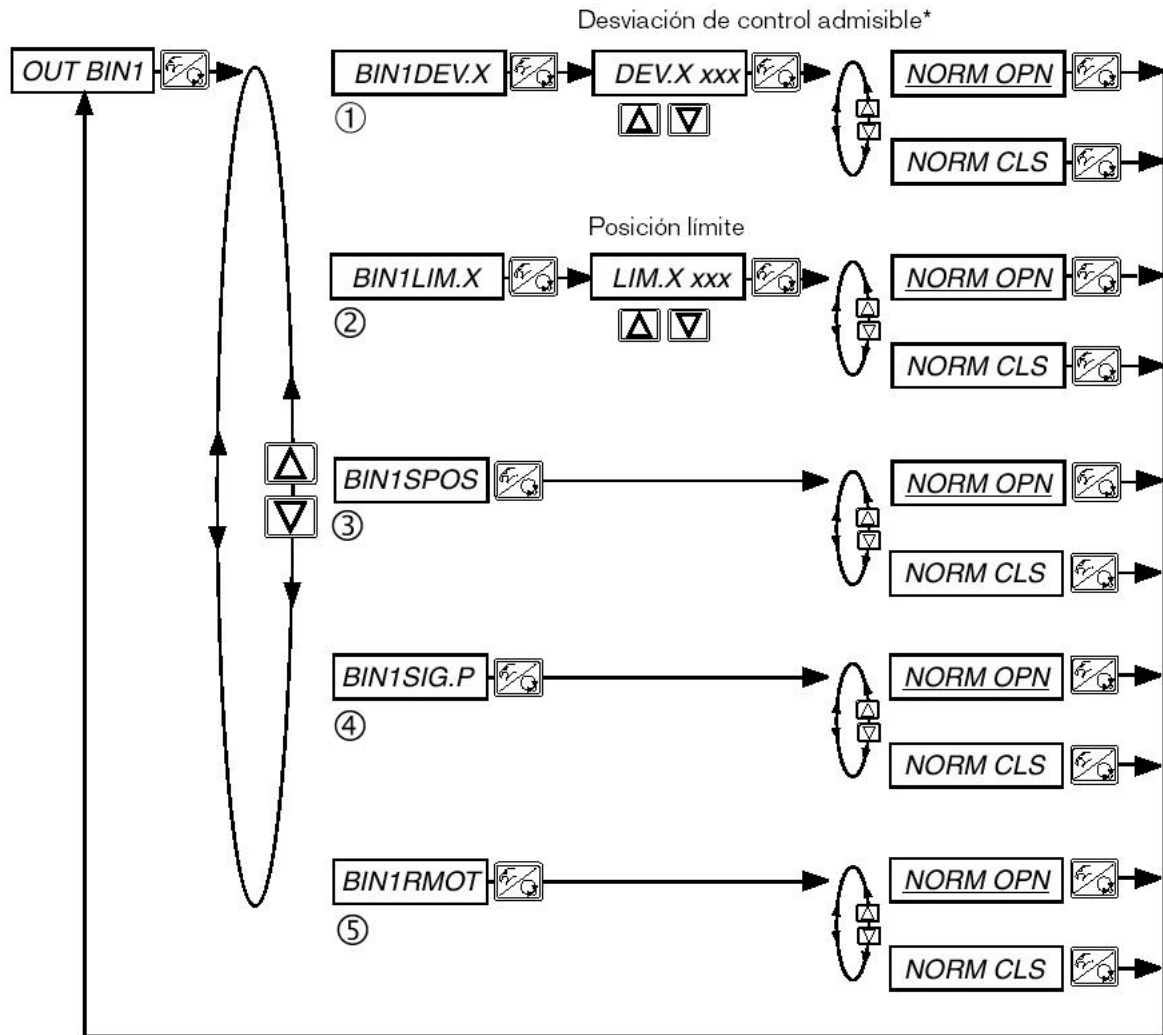 Desviación de control admisible*
OUT BIN1
BIN1DEV.X
DEV.X xxx
NORM OPN
①
NORM CLS
Posición límite
BIN1LIM.X
LIM.X xxx
NORM OPN
②
NORM CLS
BIN1SPOS
NORM OPN
③
NORM CLS
BIN1SIG.P
NORM OPN
④
NORM CLS
BIN1RMOT
NORM OPN
⑤
NORM CLS